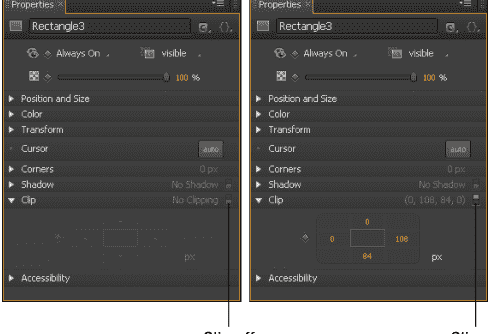 Properties × Properties ×
Rectangle3 Rectangle3
Always On visible Always On visible
100 % 100 %
Position and Size Position and Size
Color Color
Transform Transform
Cursor auto Cursor auto
Corners 0 px Corners 0 px
Shadow No Shadow Shadow No Shadow
Clip No Clipping Clip (0, 108, 84, 0)
0
px 0 108
84 px
Accessibility Accessibility